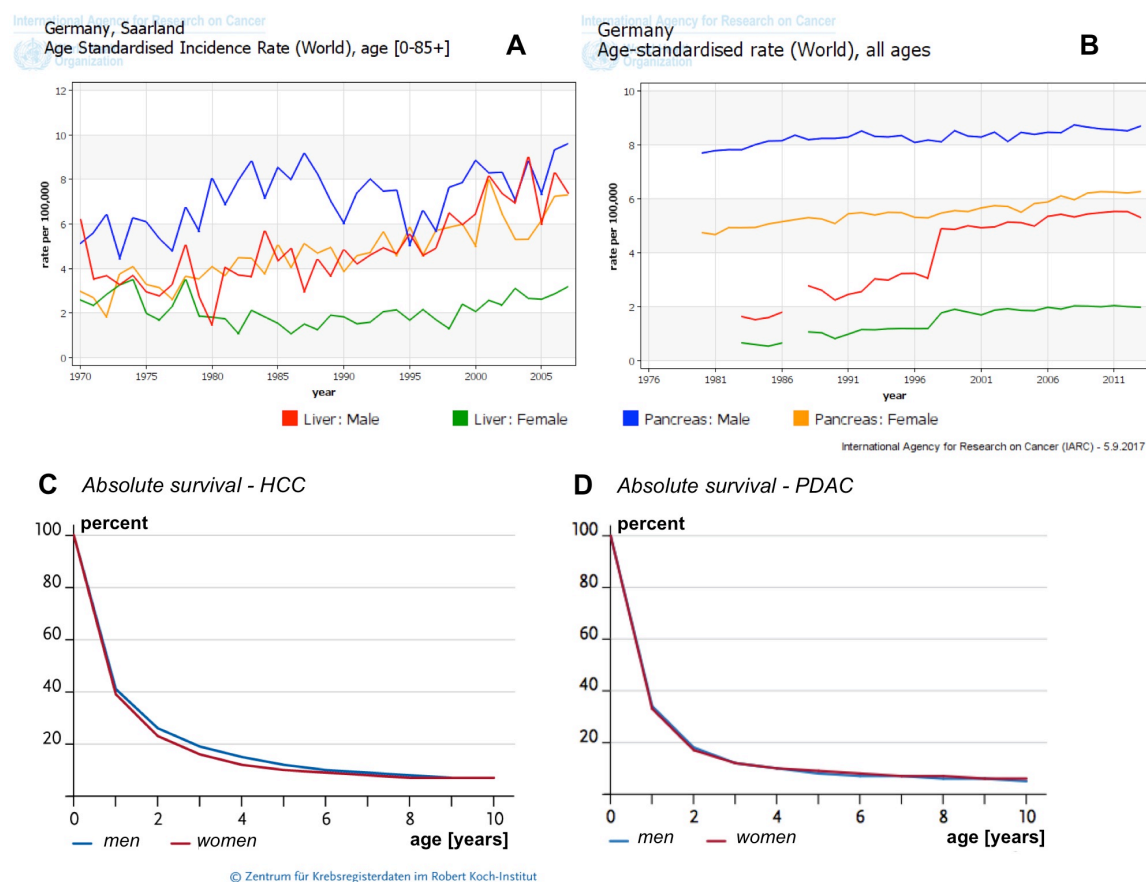 International Agency for Research on Cancer
Germany, Saarland
Age Standardised Incidence Rate (World), age [0-85+]
Organization
A
12
10
8
6
4
2
0
rate per 100,000
1970 1975 1980 1985 1990 1995 2000 2005
year
International Agency for Research on Cancer
Germany
Age-standardised rate (World), all ages
Organization
B
10
8
6
4
2
0
rate per 100,000
1976 1981 1986 1991 1996 2001 2006 2011
year
Liver: Male Liver: Female Pancreas: Male Pancreas: Female
International Agency for Research on Cancer (IARC) - 5.9.2017
C Absolute survival - HCC
percent
100
80
60
40
20
0 2 4 6 8 10
men women age [years]
© Zentrum für Krebsregisterdaten im Robert Koch-Institut
D Absolute survival - PDAC
percent
100
80
60
40
20
0 2 4 6 8 10
men women age [years]